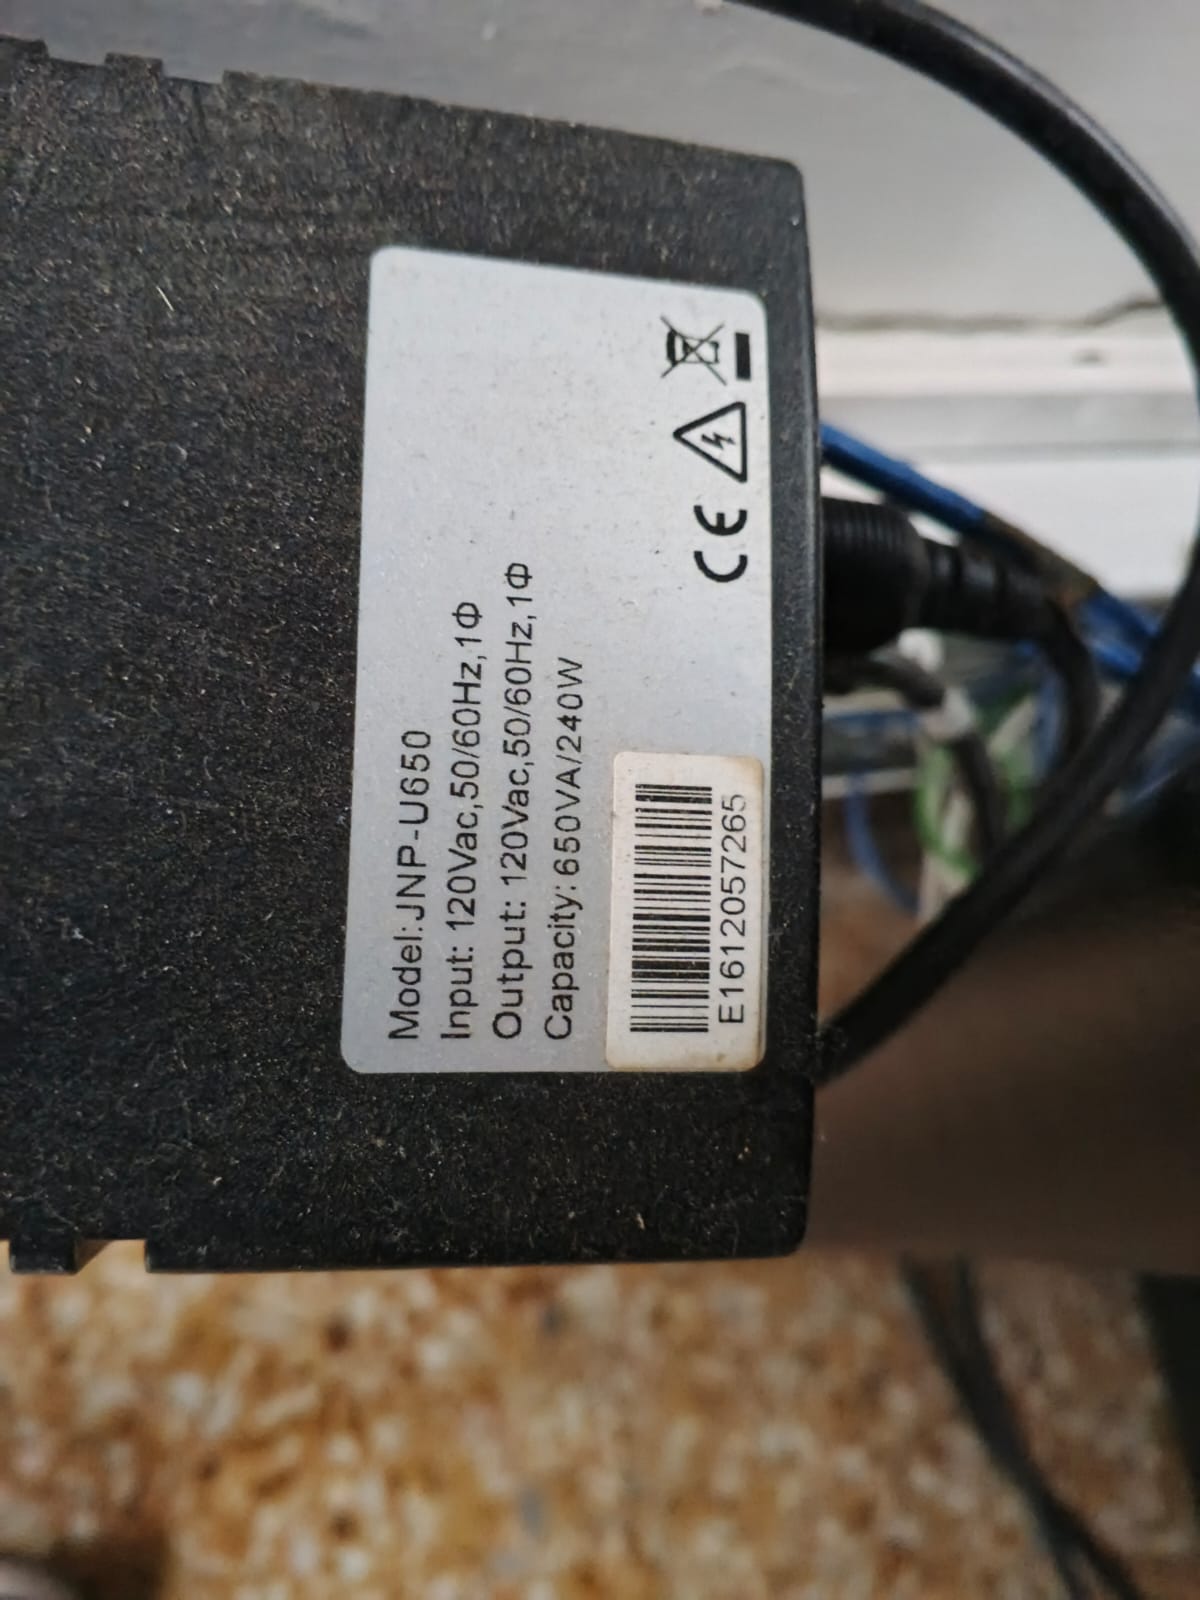 Model:JNP-U650
Input: 120Vac,50/60Hz,1Φ
Output: 120Vac,50/60Hz,1Φ
Capacity:650VA/240W
E1612057265
CE